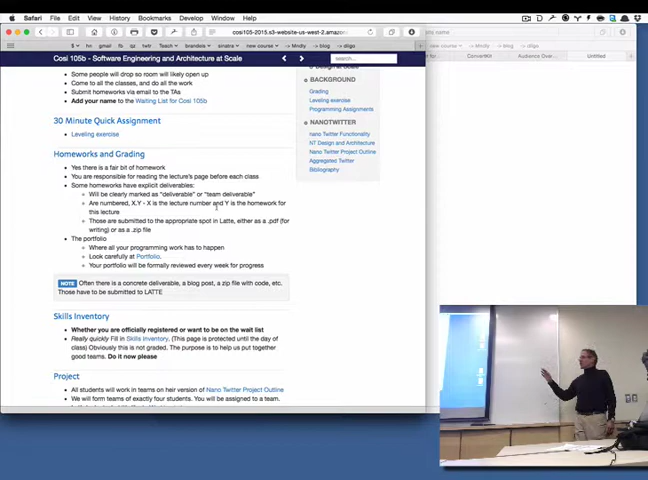 Safari File Edit View History Bookmarks Develop Window Help
cosi105-2015.s3-website-us-west-2.amazon
Cosi 105b - Software Engineering and Architecture at Scale
search...
Some people will drop so room will likely open up
Come to all the classes, and do all the work
Submit homeworks via email to the TAs
Add your name to Waiting List for Cosi 105b
30 Minute Quick Assignment
Leveling exercise
Homeworks and Grading
Yes there is a fair bit of homework
You are responsible for reading the lecture's page before each class
Some homeworks have explicit deliverables:
Will be clearly marked as "deliverable" or "team deliverable"
Are numbered, X.Y - X is the lecture number and Y is the homework for
this lecture
Those are submitted to the appropriate spot in Latte, either as a .pdf (for
writing) or as a .zip file
The portfolio
Where all your programming work has to happen
Look carefully at Portfolio.
Your portfolio will be formally reviewed every week for progress
NOTE Often there is a concrete deliverable, a blog post, a zip file with code, etc.
Those have to be submitted to LATTE
Skills Inventory
Whether you are officially registered or want to be on the wait list
Really quickly Fill in Skills Inventory. (This page is protected until the day of
class) Obviously this is not graded. The purpose is to help us put together
good teams. Do it now please
Project
All students will work in teams on heir version of Nano Twitter Project Outline
We will form teams of exactly four students. You will be assigned to a team.
BACKGROUND
Grading
Leveling exercise
Programming Assignments
NANOTWITTER
nano Twitter Functionality
NT Design and Architecture
Nano Twitter Project Outline
Aggregated Twitter
Bibliography
ConvertKit
Audience Over
Untitled